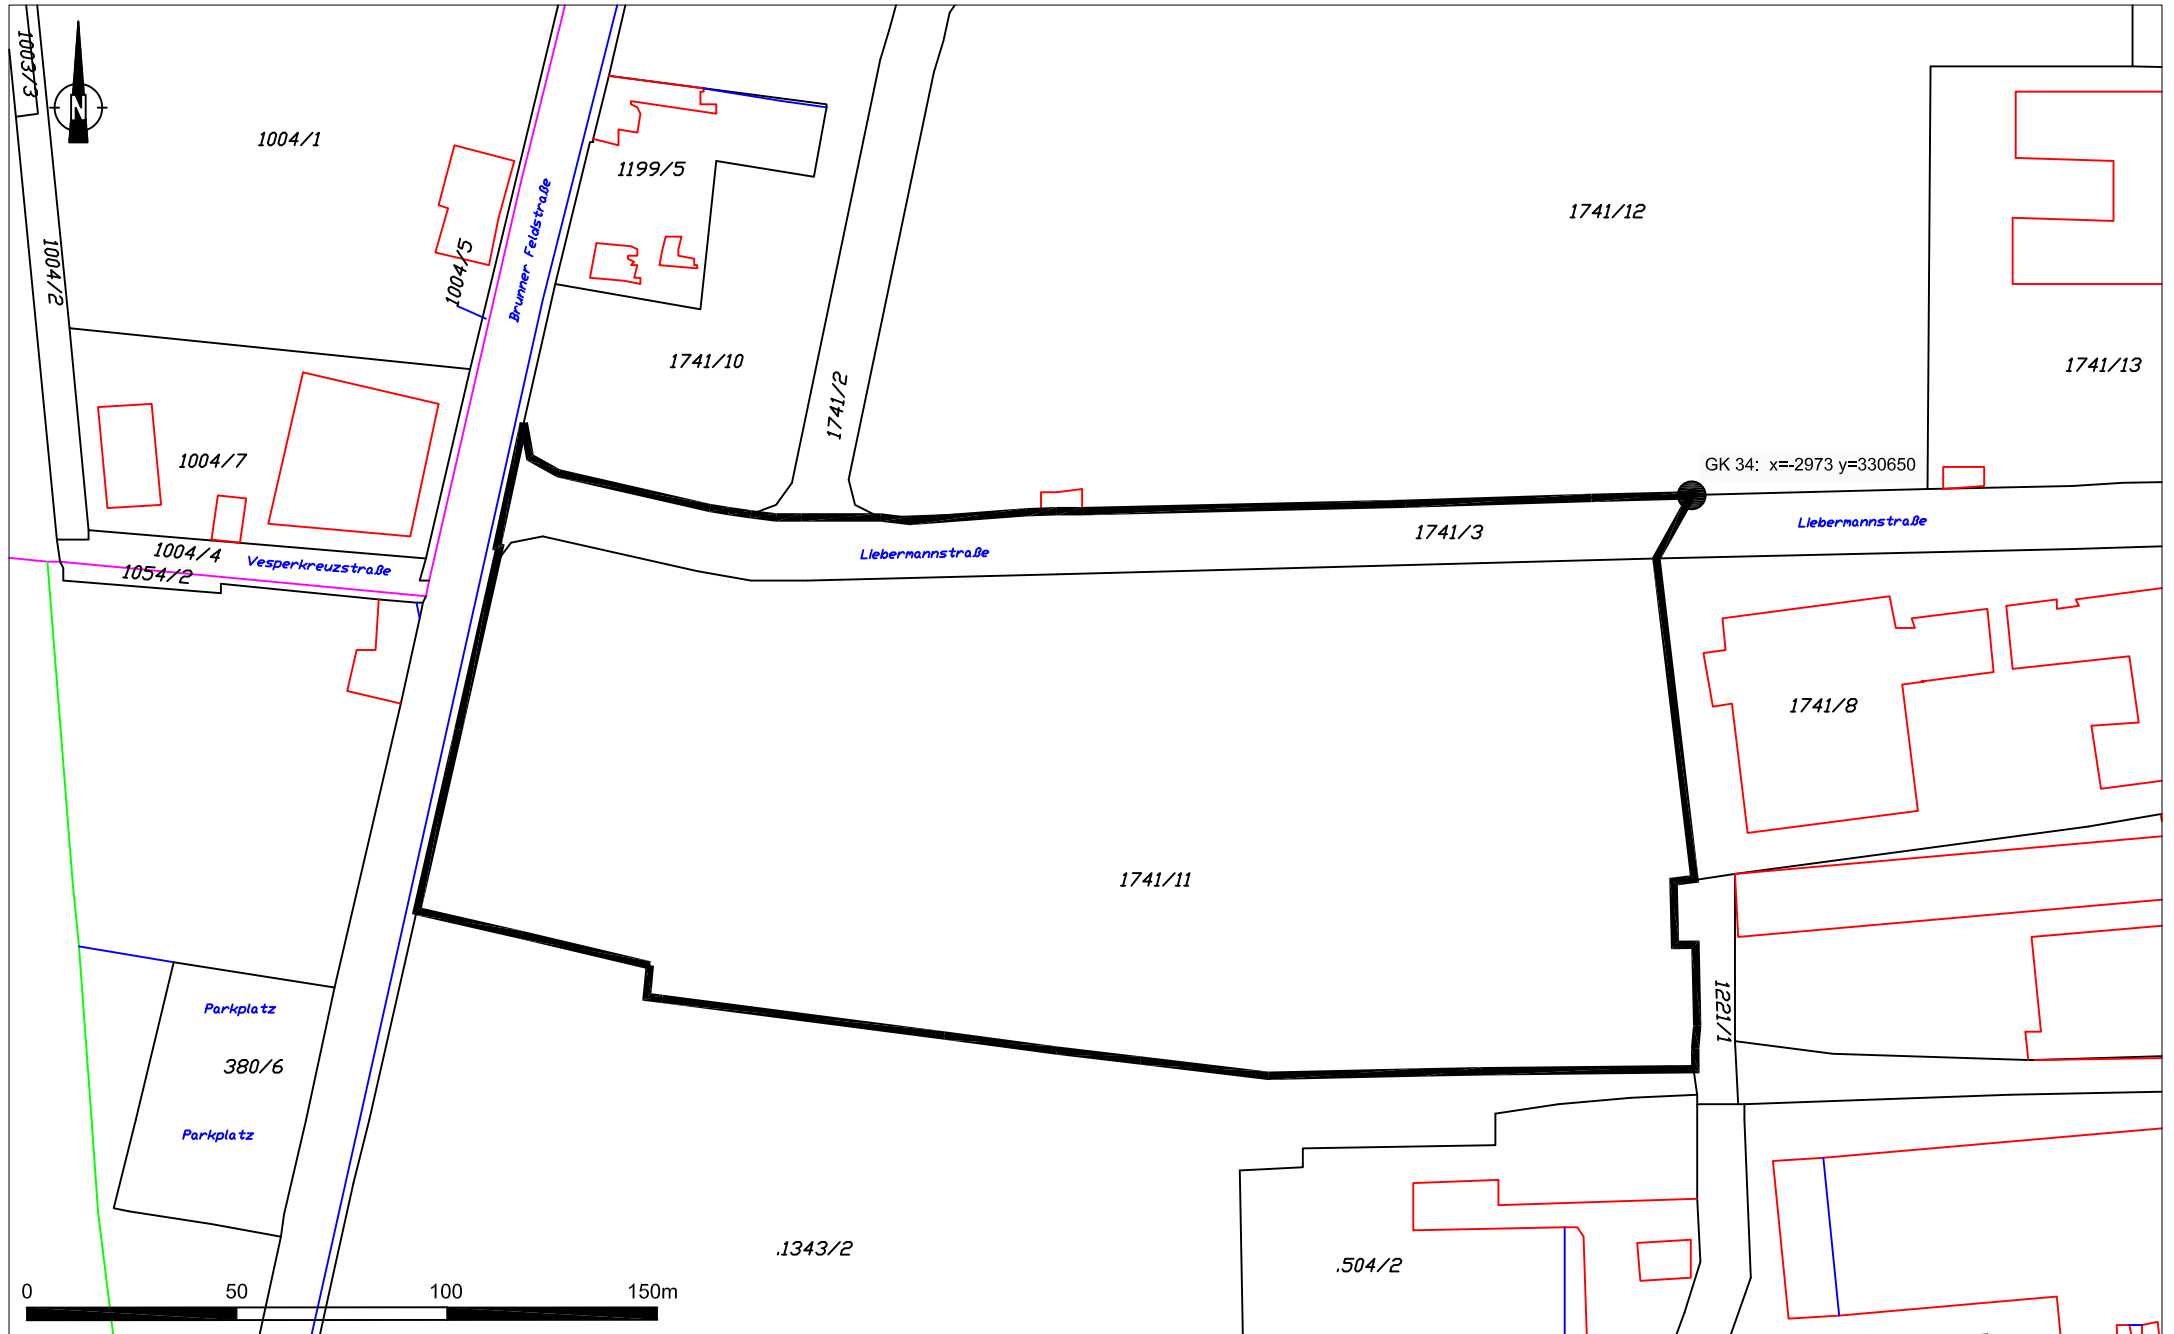 1003/3
N
1004/1
1199/5
Brunner Feldstraße
1741/12
1004/2
1004/5
1741/10
1741/2
1741/13
1004/7
GK 34: x=-2973 y=330650
1004/4
Vesperkreuzstraße
1054/2
LIebermannstraße
1741/3
LIebermannstraße
1741/8
1741/11
Parkplatz
380/6
1221/1
Parkplatz
.1343/2
.504/2
0 50 100 150m